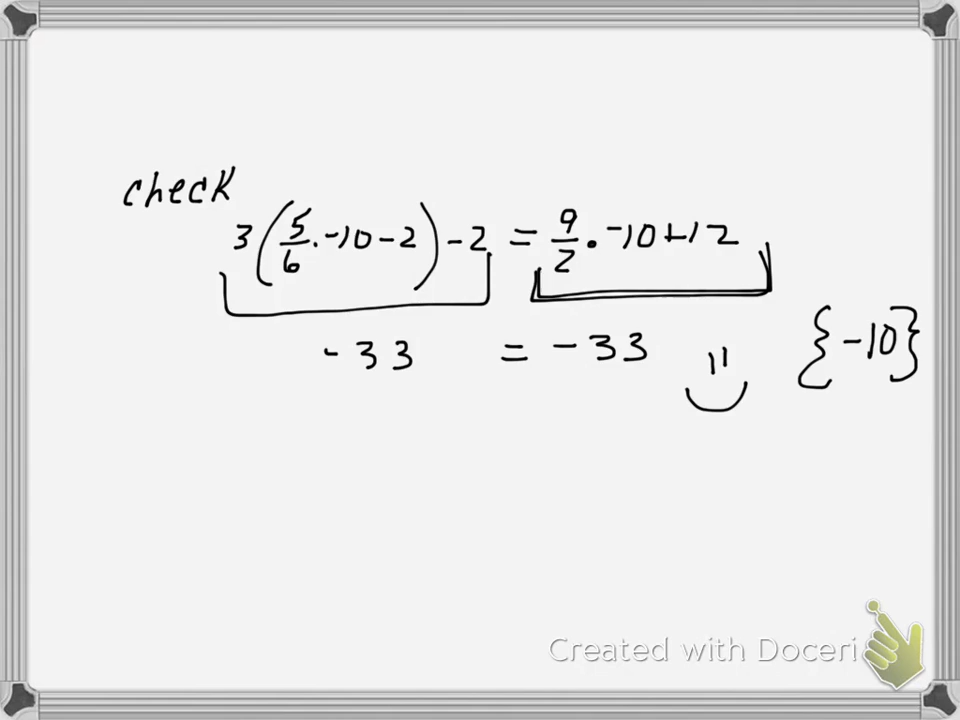 check
3(5/6 · -10 - 2) - 2 = 9/2 · -10 + 12
-33 = -33
{-10}
Created with Doceri